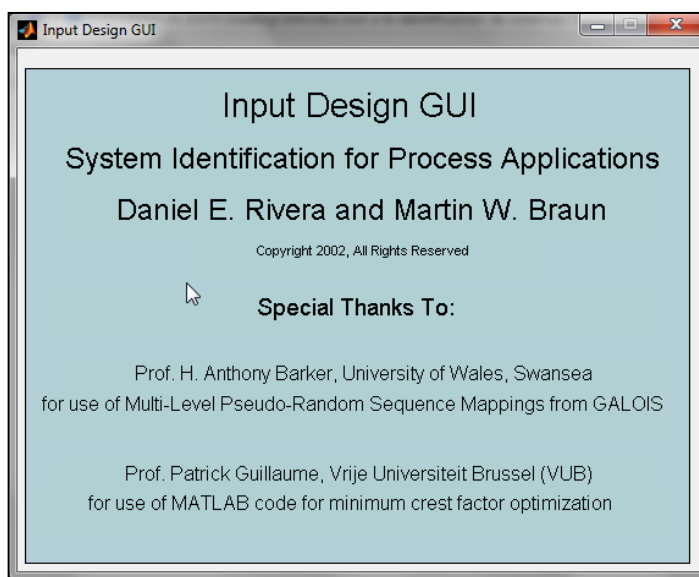 Input Design GUI
Input Design GUI
System Identification for Process Applications
Daniel E. Rivera and Martin W. Braun
Copyright 2002, All Rights Reserved
Special Thanks To:
Prof. H. Anthony Barker, University of Wales, Swansea
for use of Multi-Level Pseudo-Random Sequence Mappings from GALOIS
Prof. Patrick Guillaume, Vrije Universiteit Brussel (VUB)
for use of MATLAB code for minimum crest factor optimization